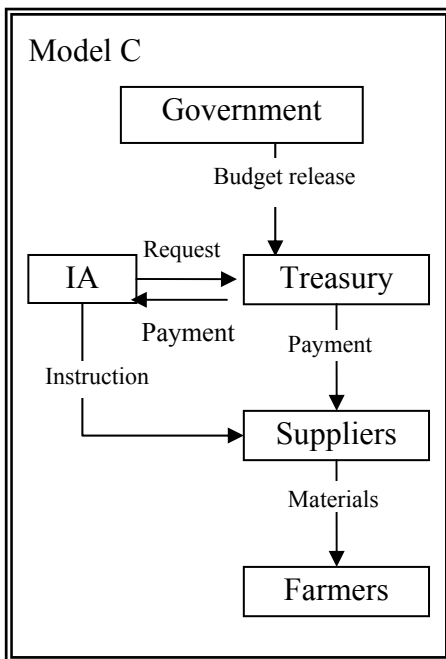 Model C
Government
Budget release
Request
IA
Treasury
Payment
Payment
Instruction
Suppliers
Materials
Farmers